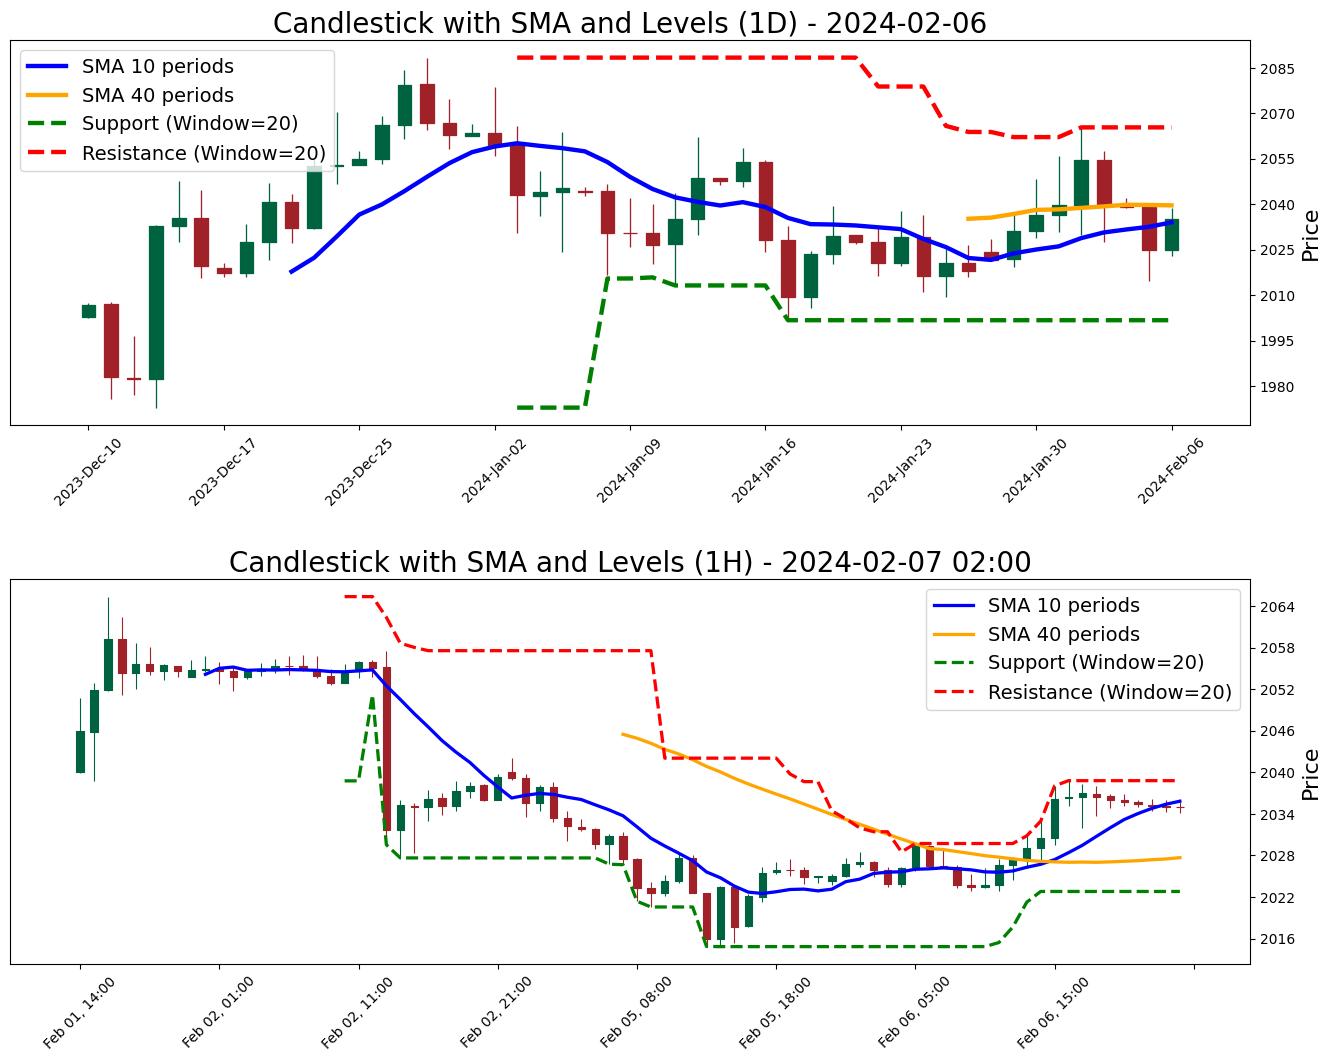 Candlestick with SMA and Levels (1D) - 2024-02-06
SMA 10 periods
SMA 40 periods
Support (Window=20)
Resistance (Window=20)
2085
2070
2055
2040
2025
2010
1995
1980
Price
2023-Dec-10
2023-Dec-17
2023-Dec-25
2024-Jan-02
2024-Jan-09
2024-Jan-16
2024-Jan-23
2024-Jan-30
2024-Feb-06
Candlestick with SMA and Levels (1H) - 2024-02-07 02:00
SMA 10 periods
SMA 40 periods
Support (Window=20)
Resistance (Window=20)
2064
2058
2052
2046
2040
2034
2028
2022
2016
Price
Feb 01, 14:00
Feb 02, 01:00
Feb 02, 11:00
Feb 02, 21:00
Feb 05, 08:00
Feb 05, 18:00
Feb 06, 05:00
Feb 06, 15:00